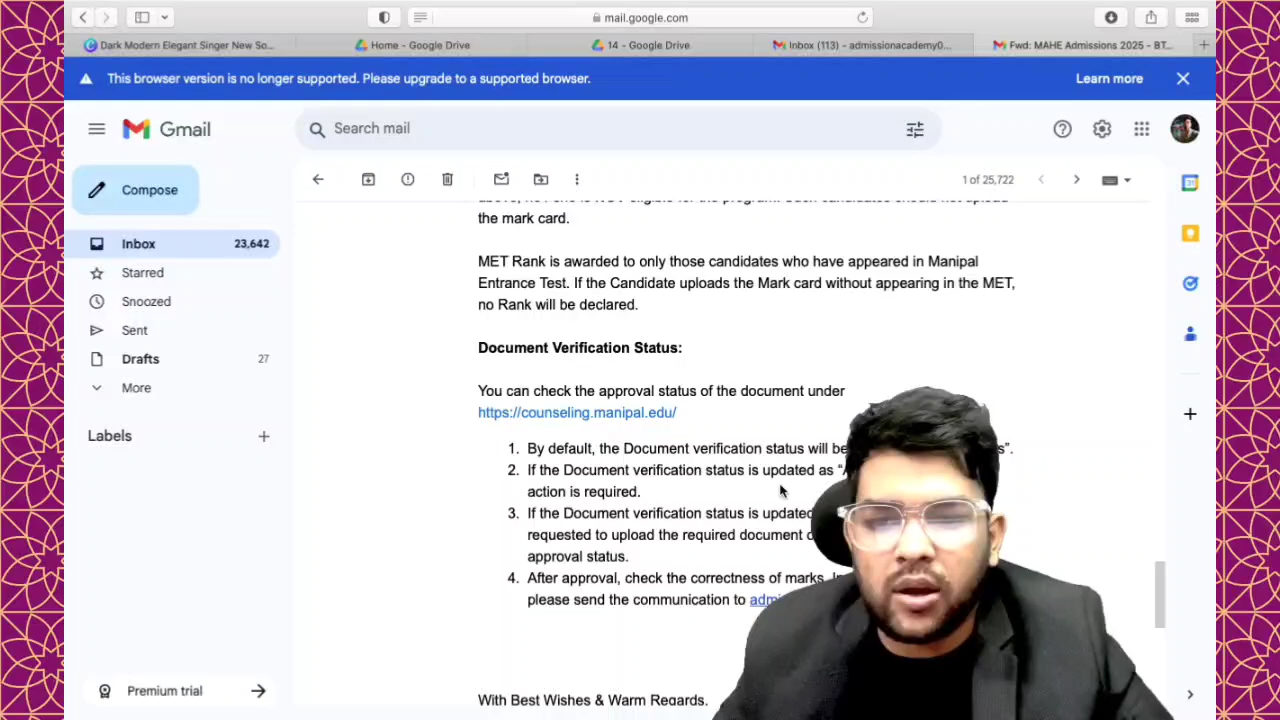 mail.google.com
Dark Modern Elegant Singer New So...
Home - Google Drive
14 - Google Drive
Inbox (113) - admissionacademy0...
Fwd: MAHE Admissions 2025 - BT...
This browser version is no longer supported. Please upgrade to a supported browser.
Learn more
Gmail
Search mail
Compose
1 of 25,722
Inbox 23,642
Starred
Snoozed
Sent
Drafts 27
More
Labels
Premium trial
the mark card.
MET Rank is awarded to only those candidates who have appeared in Manipal
Entrance Test. If the Candidate uploads the Mark card without appearing in the MET,
no Rank will be declared.
Document Verification Status:
You can check the approval status of the document under
https://counseling.manipal.edu/
1. By default, the Document verification status will be s”.
2. If the Document verification status is updated as “
action is required.
3. If the Document verification status is updated
requested to upload the required document
approval status.
4. After approval, check the correctness of marks.
please send the communication to
With Best Wishes & Warm Regards.